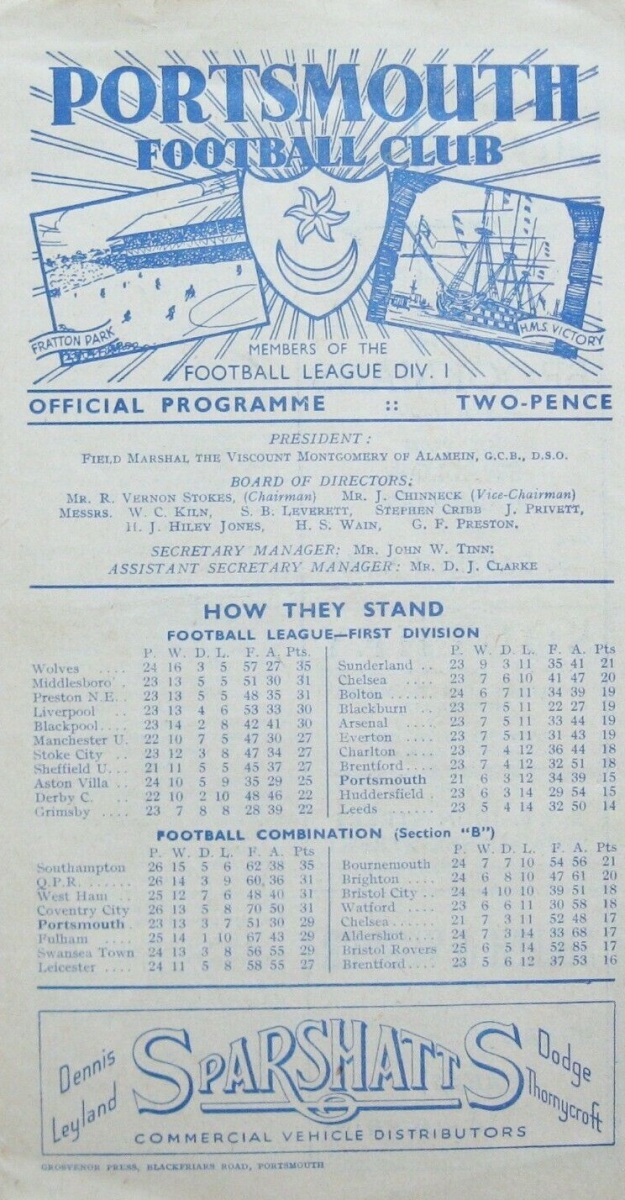 PORTSMOUTH
FOOTBALL CLUB
FRATTON PARK
H.M.S. VICTORY
MEMBERS OF THE
FOOTBALL LEAGUE DIV. I
OFFICIAL PROGRAMME :: TWO-PENCE
PRESIDENT:
FIELD MARSHAL THE VISCOUNT MONTGOMERY OF ALAMEIN, G.C.B., D.S.O.
BOARD OF DIRECTORS:
MR. R. VERNON STOKES, (Chairman) MR. J. CHINNECK (Vice-Chairman)
MESSRS. W. C. KILN, S. B. LEVERETT, STEPHEN CRIBB J. PRIVETT,
H. J. HILEY JONES, H. S. WAIN, G. F. PRESTON.
SECRETARY MANAGER: MR. JOHN W. TINN;
ASSISTANT SECRETARY MANAGER: MR. D. J. CLARKE
HOW THEY STAND
FOOTBALL LEAGUE—FIRST DIVISION
P. W. D. L. F. A. Pts.
Wolves .... 24 16 3 5 57 27 35
Middlesboro' . 23 13 5 5 51 30 31
Preston N.E. . 23 13 5 5 48 35 31
Liverpool .. 23 13 4 6 53 33 30
Blackpool.... 23 14 2 8 42 41 30
Manchester U. 22 10 7 5 47 30 27
Stoke City .. 23 12 3 8 47 34 27
Sheffield U... 21 11 5 5 45 37 27
Aston Villa .. 24 10 5 9 35 29 25
Derby C. .. 22 10 2 10 48 46 22
Grimsby .... 23 7 8 8 28 39 22
P. W. D. L. F. A. Pts
Sunderland .. 23 9 3 11 35 41 21
Chelsea .... 23 7 6 10 41 47 20
Bolton ...... 24 6 7 11 34 39 19
Blackburn .. 23 7 5 11 22 27 19
Arsenal .... 23 7 5 11 33 44 19
Everton .... 23 7 5 11 31 43 19
Charlton .... 23 7 4 12 36 44 18
Brentford.... 23 7 4 12 32 51 18
Portsmouth 21 6 3 12 34 39 15
Huddersfield . 23 6 3 14 29 54 15
Leeds ...... 23 5 4 14 32 50 14
FOOTBALL COMBINATION (Section "B")
P. W. D. L. F. A. Pts.
Southampton 26 15 5 6 62 38 35
Q.P.R. ...... 26 14 3 9 60 36 31
West Ham .. 25 12 7 6 48 40 31
Coventry City 26 13 5 8 70 50 31
Portsmouth . 23 13 3 7 51 30 29
Fulham .... 25 14 1 10 67 43 29
Swansea Town 24 13 3 8 56 55 29
Leicester .... 24 11 5 8 58 55 27
P. W. D. L. F. A. Pts.
Bournemouth 24 7 7 10 54 56 21
Brighton .... 24 6 8 10 47 61 20
Bristol City .. 24 4 10 10 39 51 18
Watford .... 23 6 6 11 30 58 18
Chelsea...... 21 7 3 11 52 48 17
Aldershot.... 24 7 3 14 33 68 17
Bristol Rovers 25 6 5 14 52 85 17
Brentford.... 23 5 6 12 37 53 16
Dennis
Leyland
SPARSHATTS
Dodge
Thornycroft
COMMERCIAL VEHICLE DISTRIBUTORS
GROSVENOR PRESS, BLACKFRIARS ROAD, PORTSMOUTH